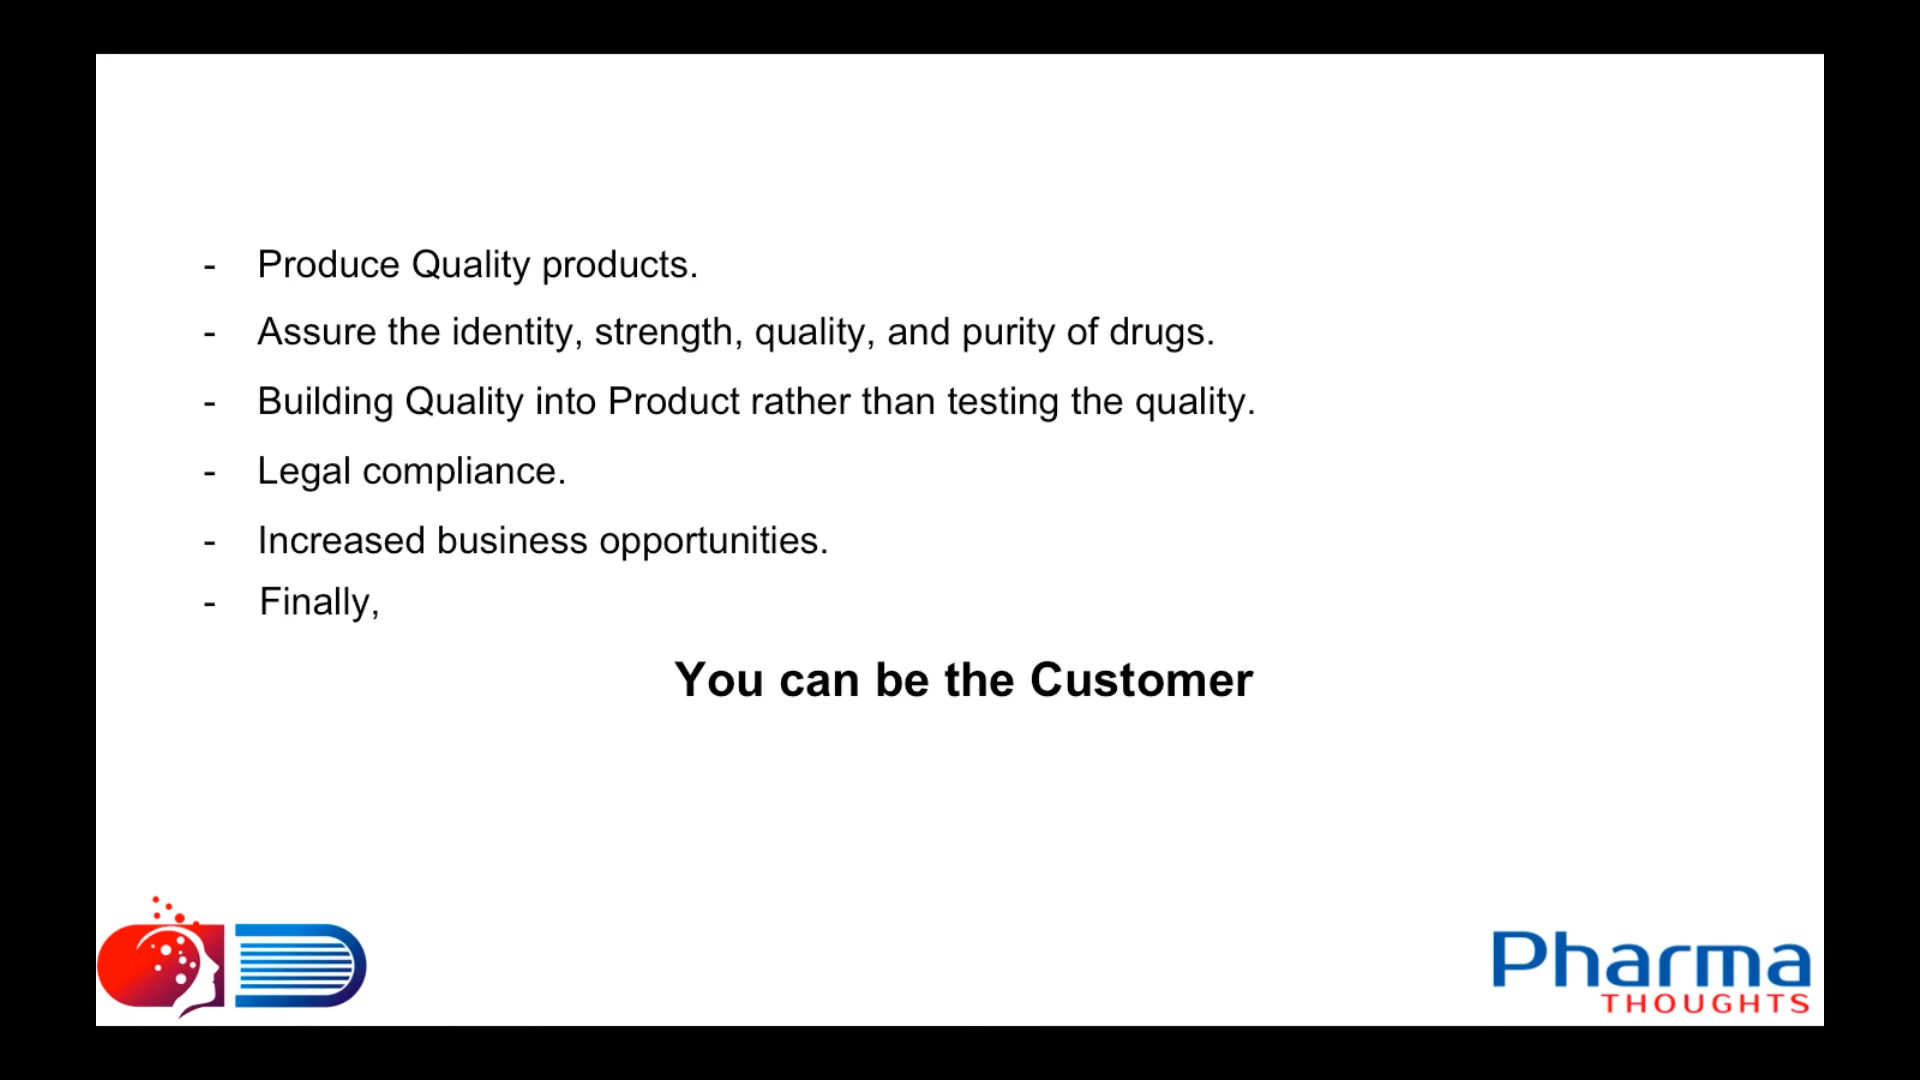 - Produce Quality products.
- Assure the identity, strength, quality, and purity of drugs.
- Building Quality into Product rather than testing the quality.
- Legal compliance.
- Increased business opportunities.
- Finally,
You can be the Customer
Pharma
THOUGHTS